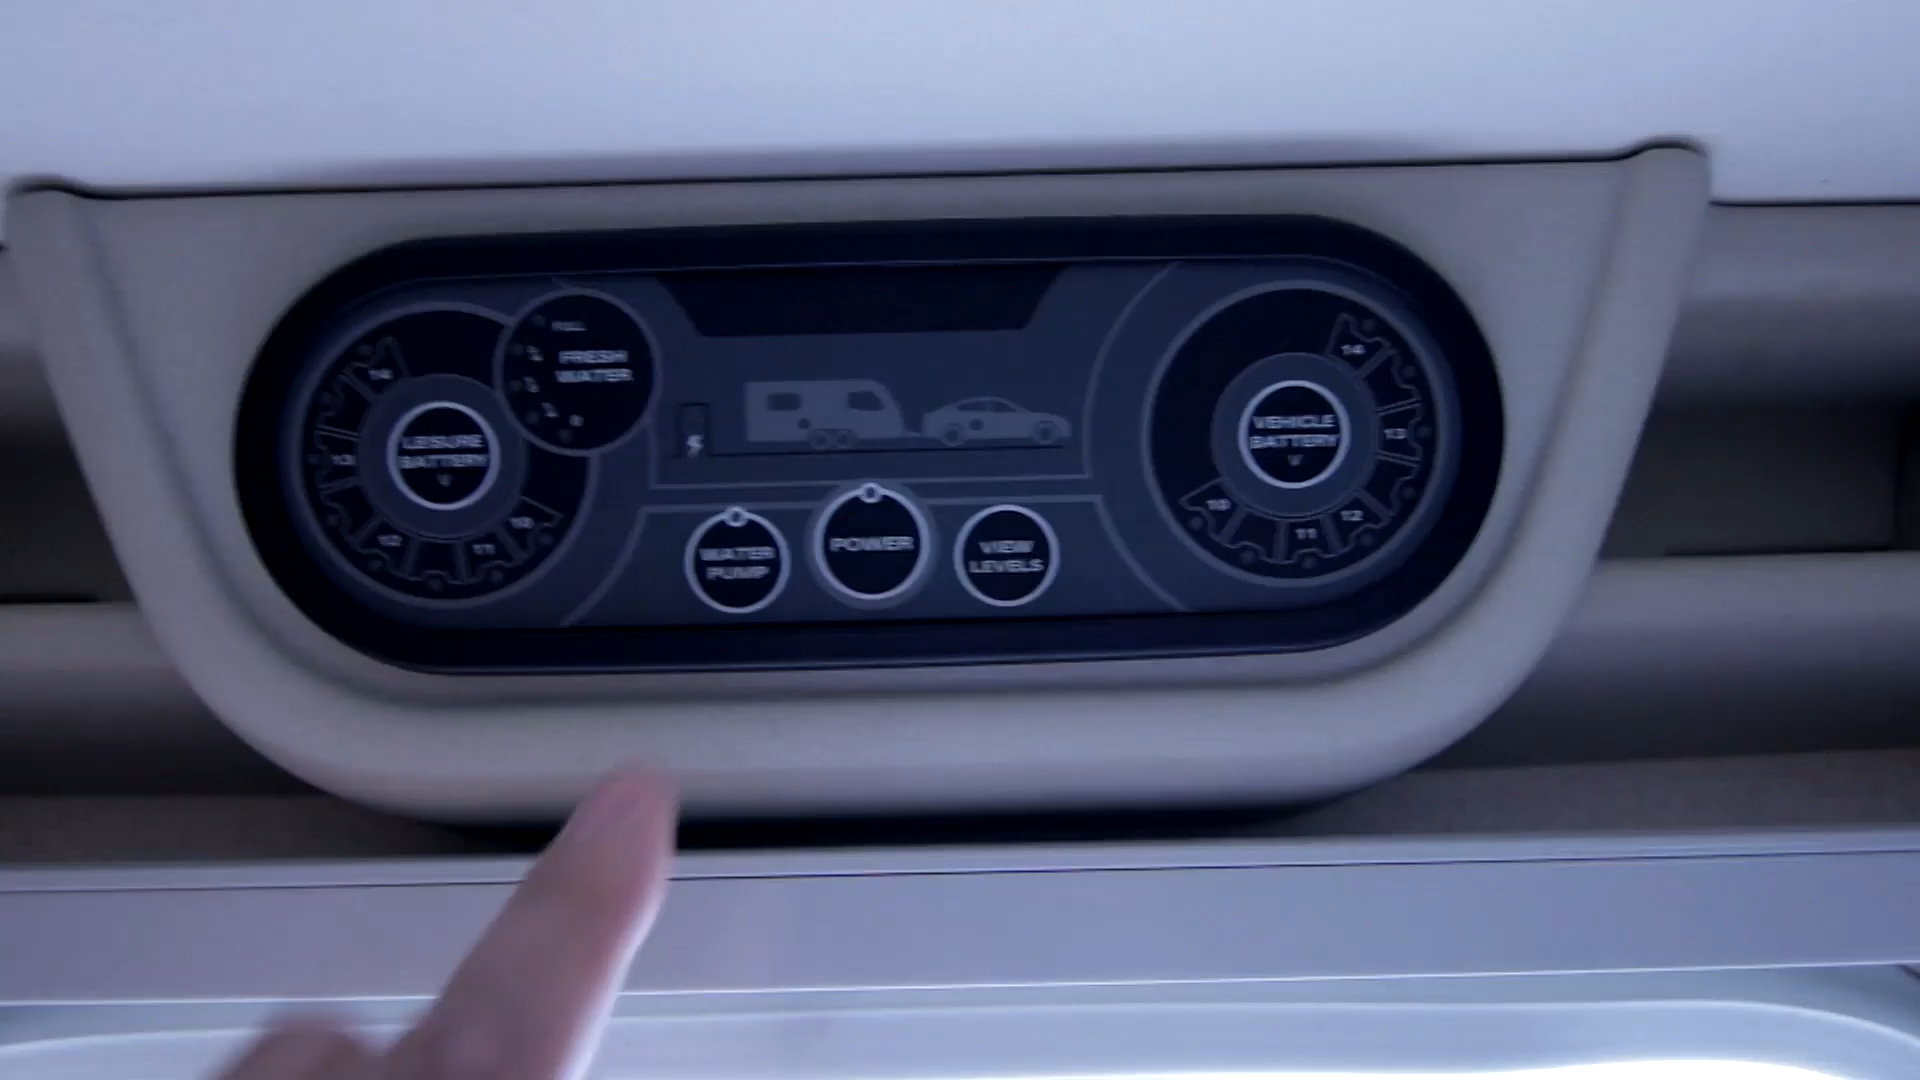 FULL
FRESH
WATER
14
13
12
11
10
LEISURE
BATTERY
V
WATER
PUMP
POWER
VIEW
LEVELS
14
13
12
11
10
VEHICLE
BATTERY
V